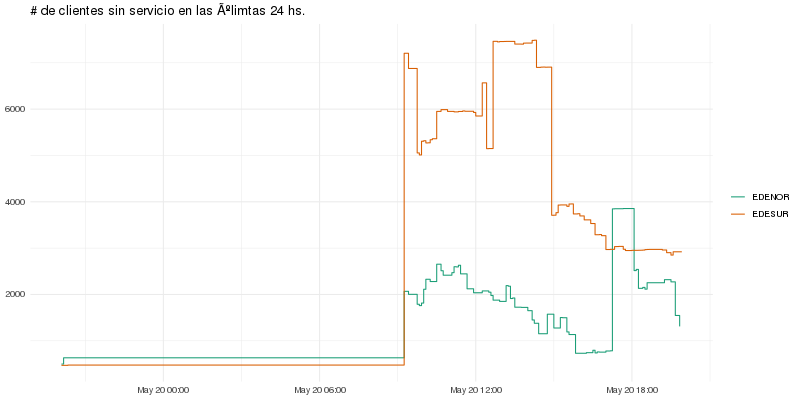 # de clientes sin servicio en las Ãºlimtas 24 hs.
6000
4000
2000
May 20 00:00
May 20 06:00
May 20 12:00
May 20 18:00
EDENOR
EDESUR